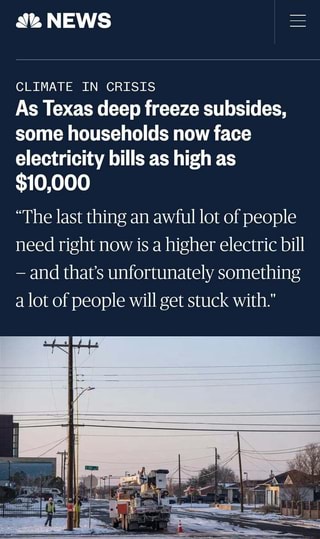 NEWS
CLIMATE IN CRISIS
As Texas deep freeze subsides,
some households now face
electricity bills as high as
$10,000
“The last thing an awful lot of people
need right now is a higher electric bill
– and that’s unfortunately something
a lot of people will get stuck with."